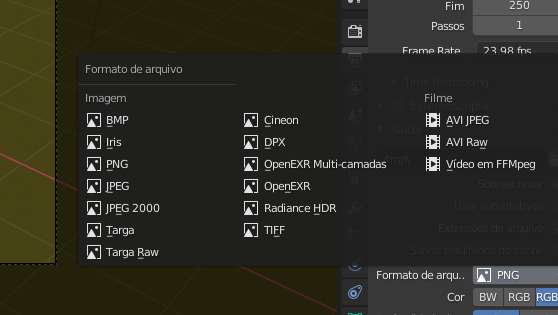 Fim 250
Passos 1
Frame Rate 23.98 fps
Formato de arquivo
Imagem
BMP
Iris
PNG
JPEG
JPEG 2000
Targa
Targa Raw
Cineon
DPX
OpenEXR Multi-camadas
OpenEXR
Radiance HDR
TIFF
Filme
AVI JPEG
AVI Raw
Vídeo em FFMpeg
Sobrescrever
Usar substitutivos
Extensões de arquivo
Salvar resultados do cache
Formato de arqu.. PNG
Cor BW RGB RGB